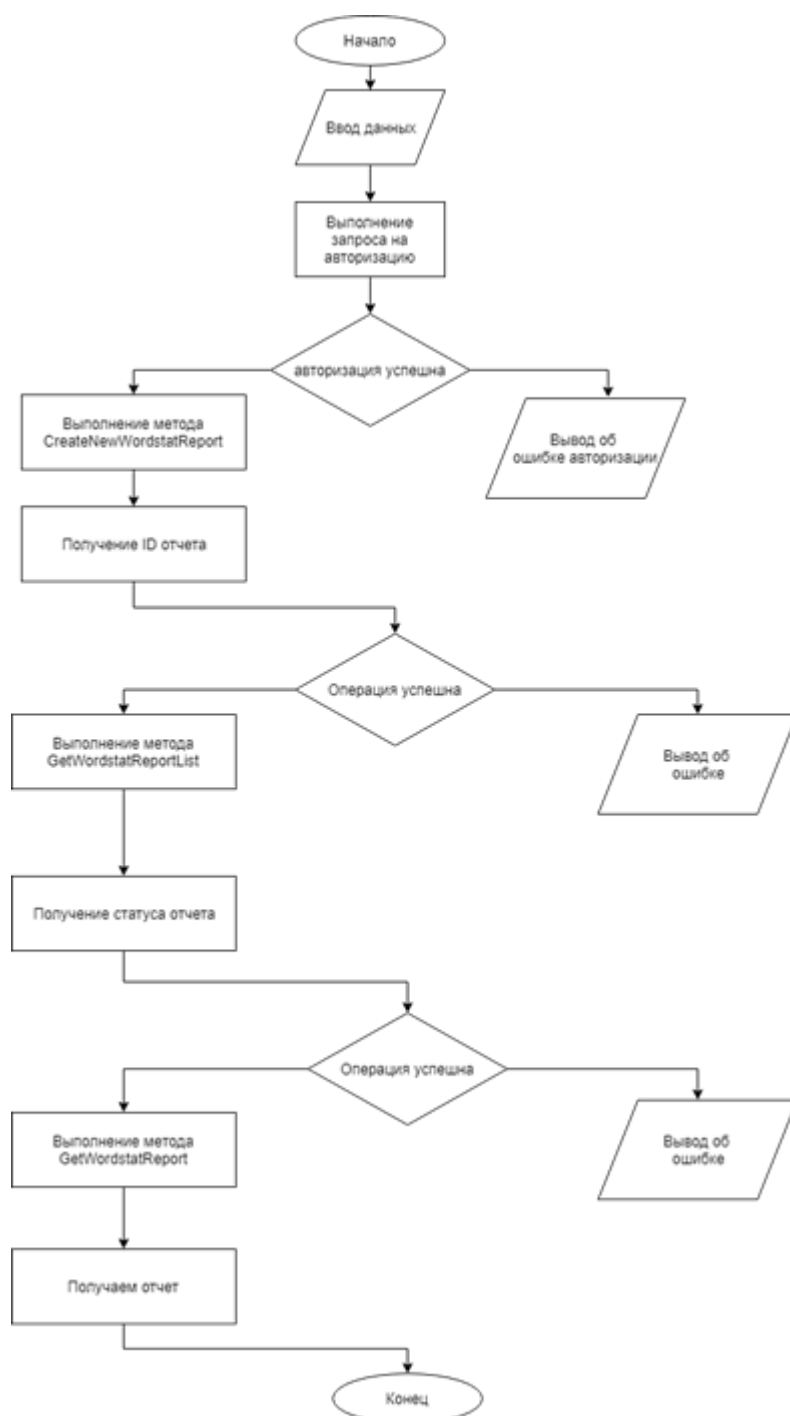 Начало
Ввод данных
Выполнение
запроса на
авторизацию
авторизация успешна
Выполнение метода
CreateNewWordstatReport
Вывод об
ошибке авторизации
Получение ID отчета
Операция успешна
Выполнение метода
GetWordstatReportList
Вывод об
ошибке
Получение статуса отчета
Операция успешна
Выполнение метода
GetWordstatReport
Вывод об
ошибке
Получаем отчет
Конец